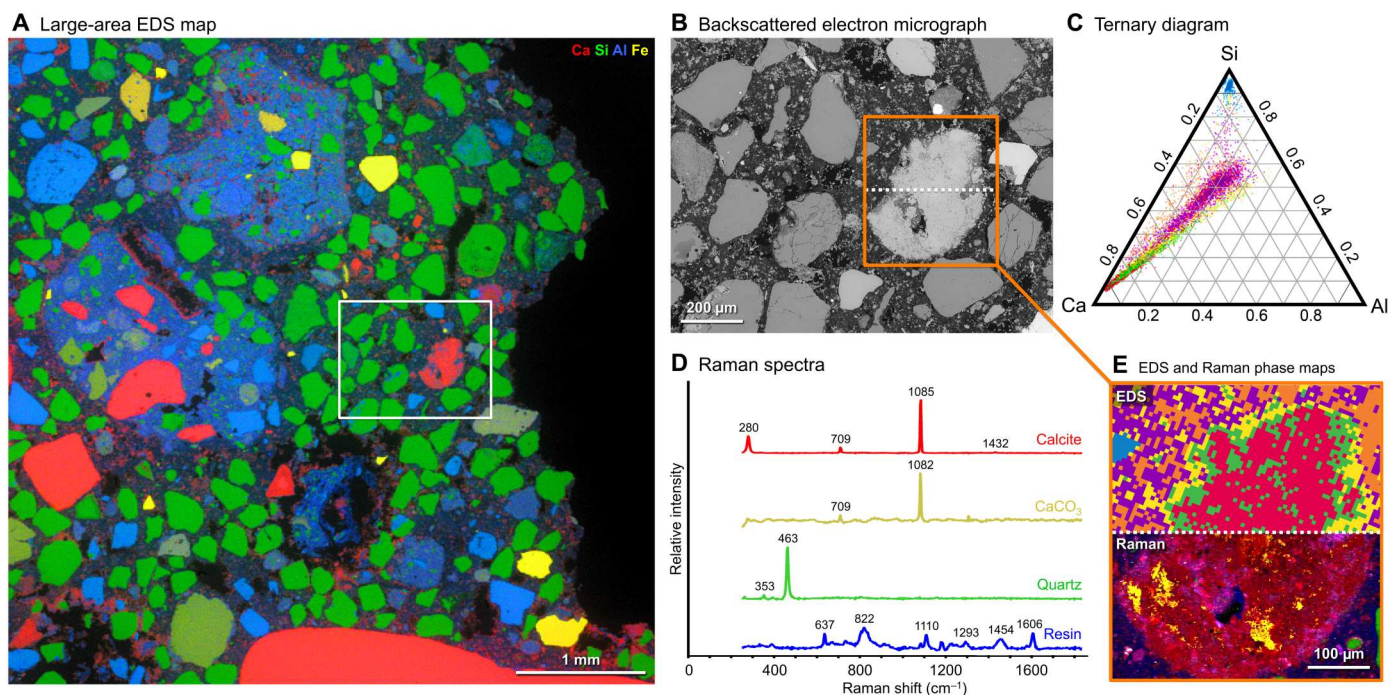 A Large-area EDS map
Ca Si Al Fe
1 mm
B Backscattered electron micrograph
200 µm
C Ternary diagram
Si
0.2 0.8
0.4 0.6
0.6 0.4
0.8 0.2
Ca Al
0.2 0.5 0.6 0.8
D Raman spectra
Relative intensity
280 709 1085 1432
Calcite
709 1082
CaCO₃
353 463
Quartz
637 822 1110 1293 1454 1606
Resin
0 400 800 1200 1600
Raman shift (cm⁻¹)
E EDS and Raman phase maps
EDS
Raman
100 µm